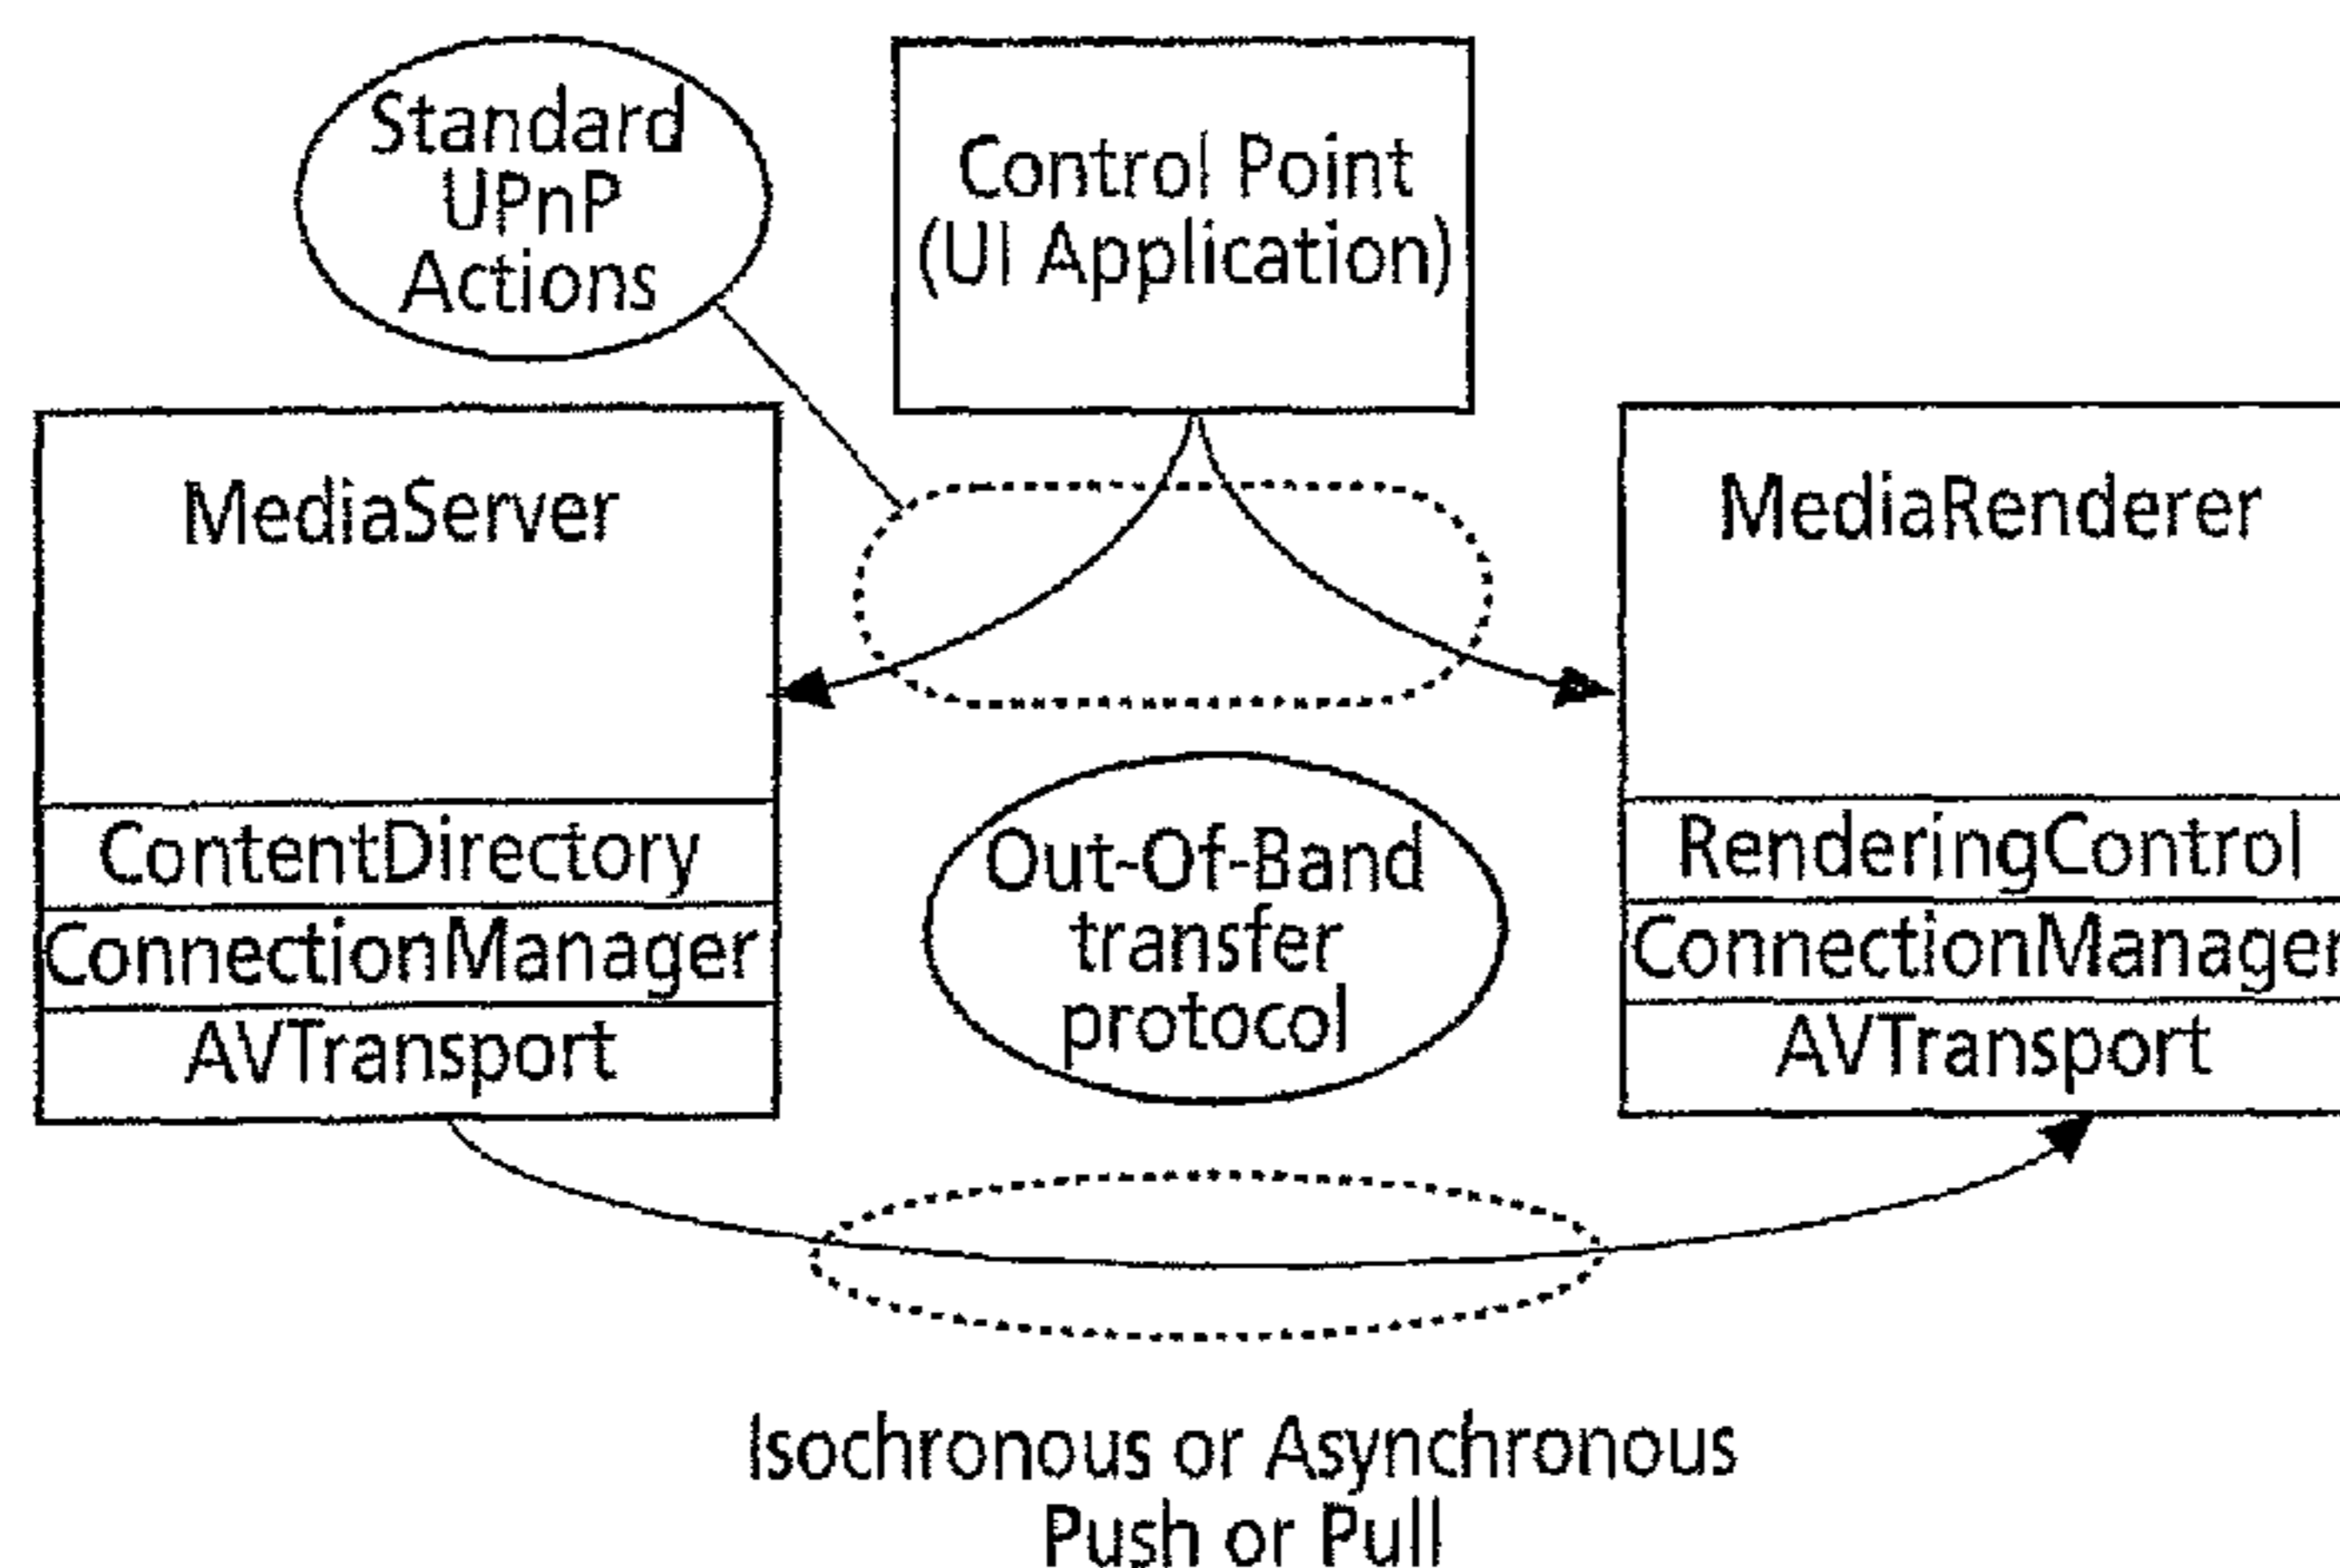 Standard
UPnP
Actions
Control Point
(UI Application)
MediaServer
ContentDirectory
ConnectionManager
AVTransport
MediaRenderer
RenderingControl
ConnectionManager
AVTransport
Out-Of-Band
transfer
protocol
Isochronous or Asynchronous
Push or Pull